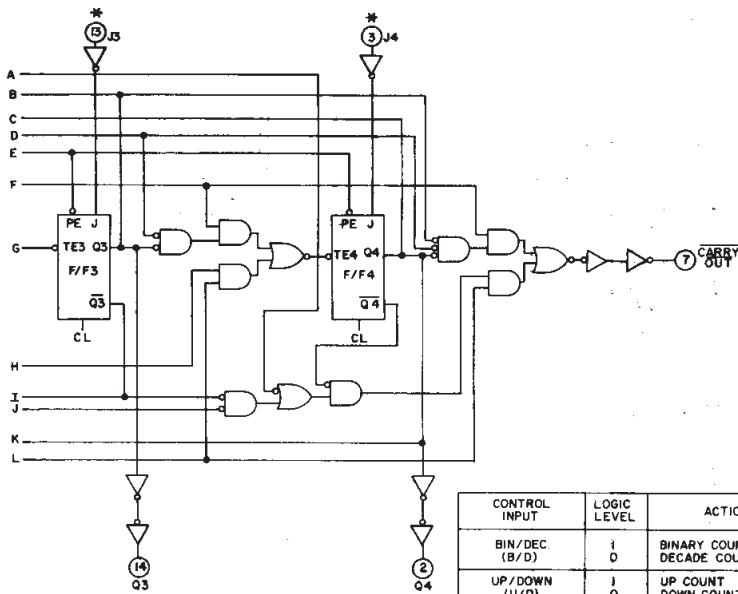 *
13 J3
*
3 J4
A
B
C
D
E
F
PE J
TE3 Q3
F/F3
Q3
CL
G
PE J
TE4 Q4
F/F4
Q4
CL
7 CARRY OUT
H
I
J
K
L
14
Q3
2
Q4
CONTROL INPUT
LOGIC LEVEL
BIN/DEC. (B/D)
1
0
BINARY
DECADE
UP/DOWN (U/D)
1
0
UP COUNT
DOWN COUNT